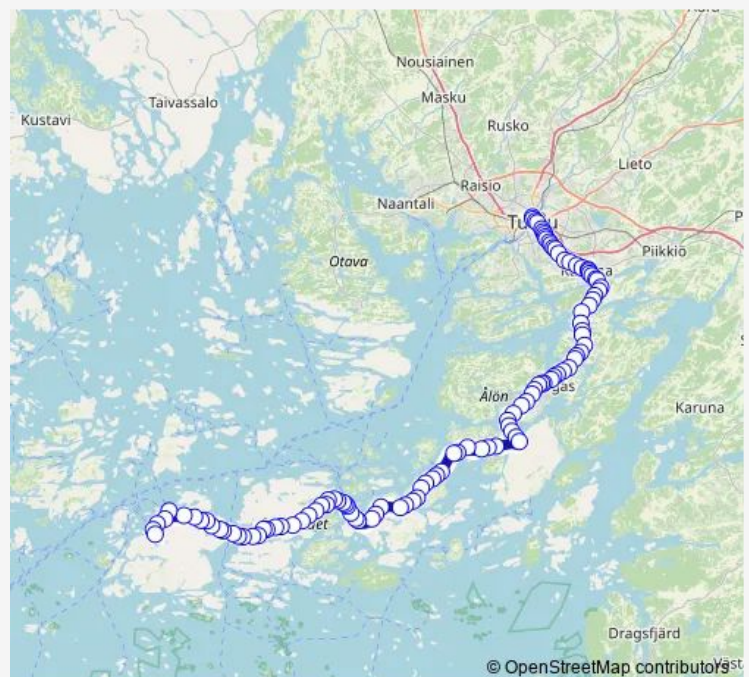 Nousiainen
Masku
Taivassalo
Kustavi
Rusko
Lieto
Raisio
Naantali
Piikkiö
Otava
Ålön
Karuna
Dragsfjärd
© OpenStreetMap contributors